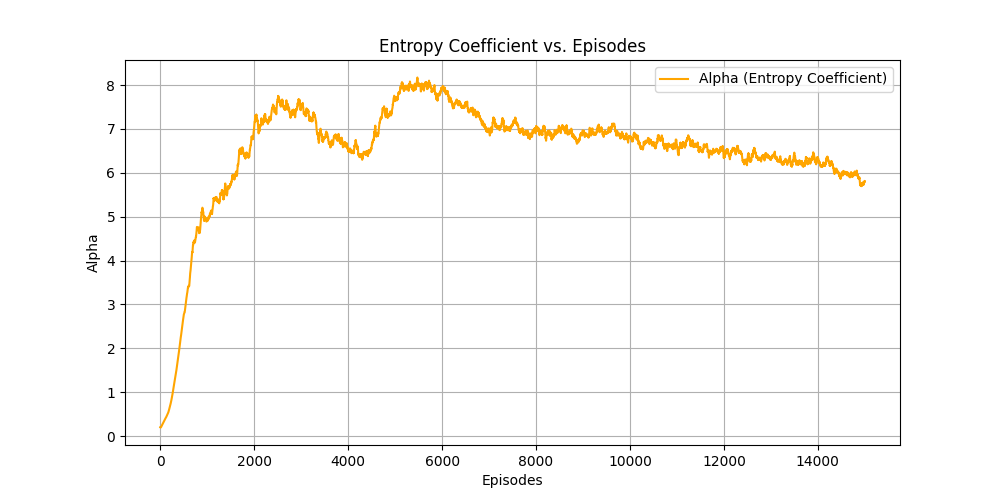 Entropy Coefficient vs. Episodes
Alpha (Entropy Coefficient)
Alpha
8
7
6
5
4
3
2
1
0
0 2000 4000 6000 8000 10000 12000 14000
Episodes